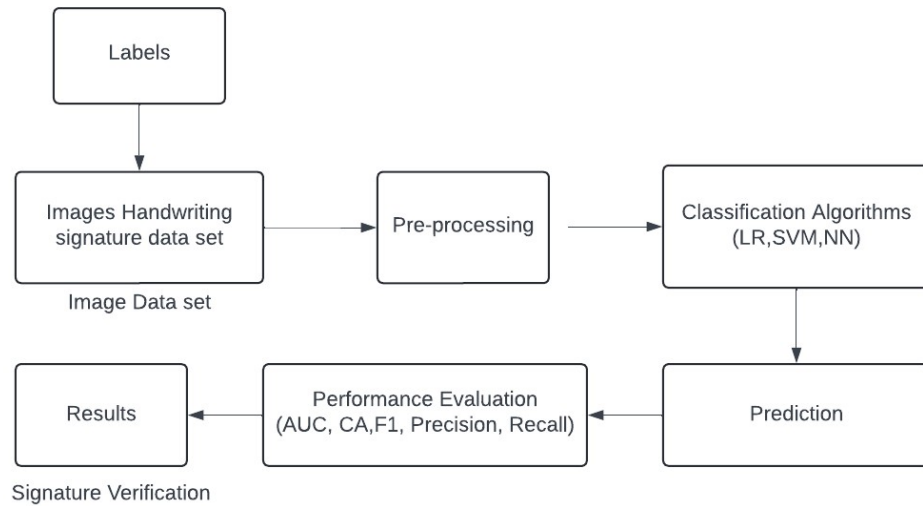 Labels
Images Handwriting
signature data set
Image Data set
Pre-processing
Classification Algorithms
(LR,SVM,NN)
Prediction
Performance Evaluation
(AUC, CA,F1, Precision, Recall)
Results
Signature Verification